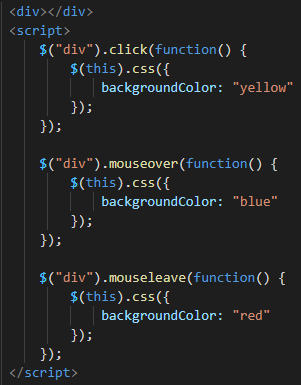 <div></div>
<script>
    $("div").click(function() {
        $(this).css({
            backgroundColor: "yellow"
        });
    });

    $("div").mouseover(function() {
        $(this).css({
            backgroundColor: "blue"
        });
    });

    $("div").mouseleave(function() {
        $(this).css({
            backgroundColor: "red"
        });
    });
</script>